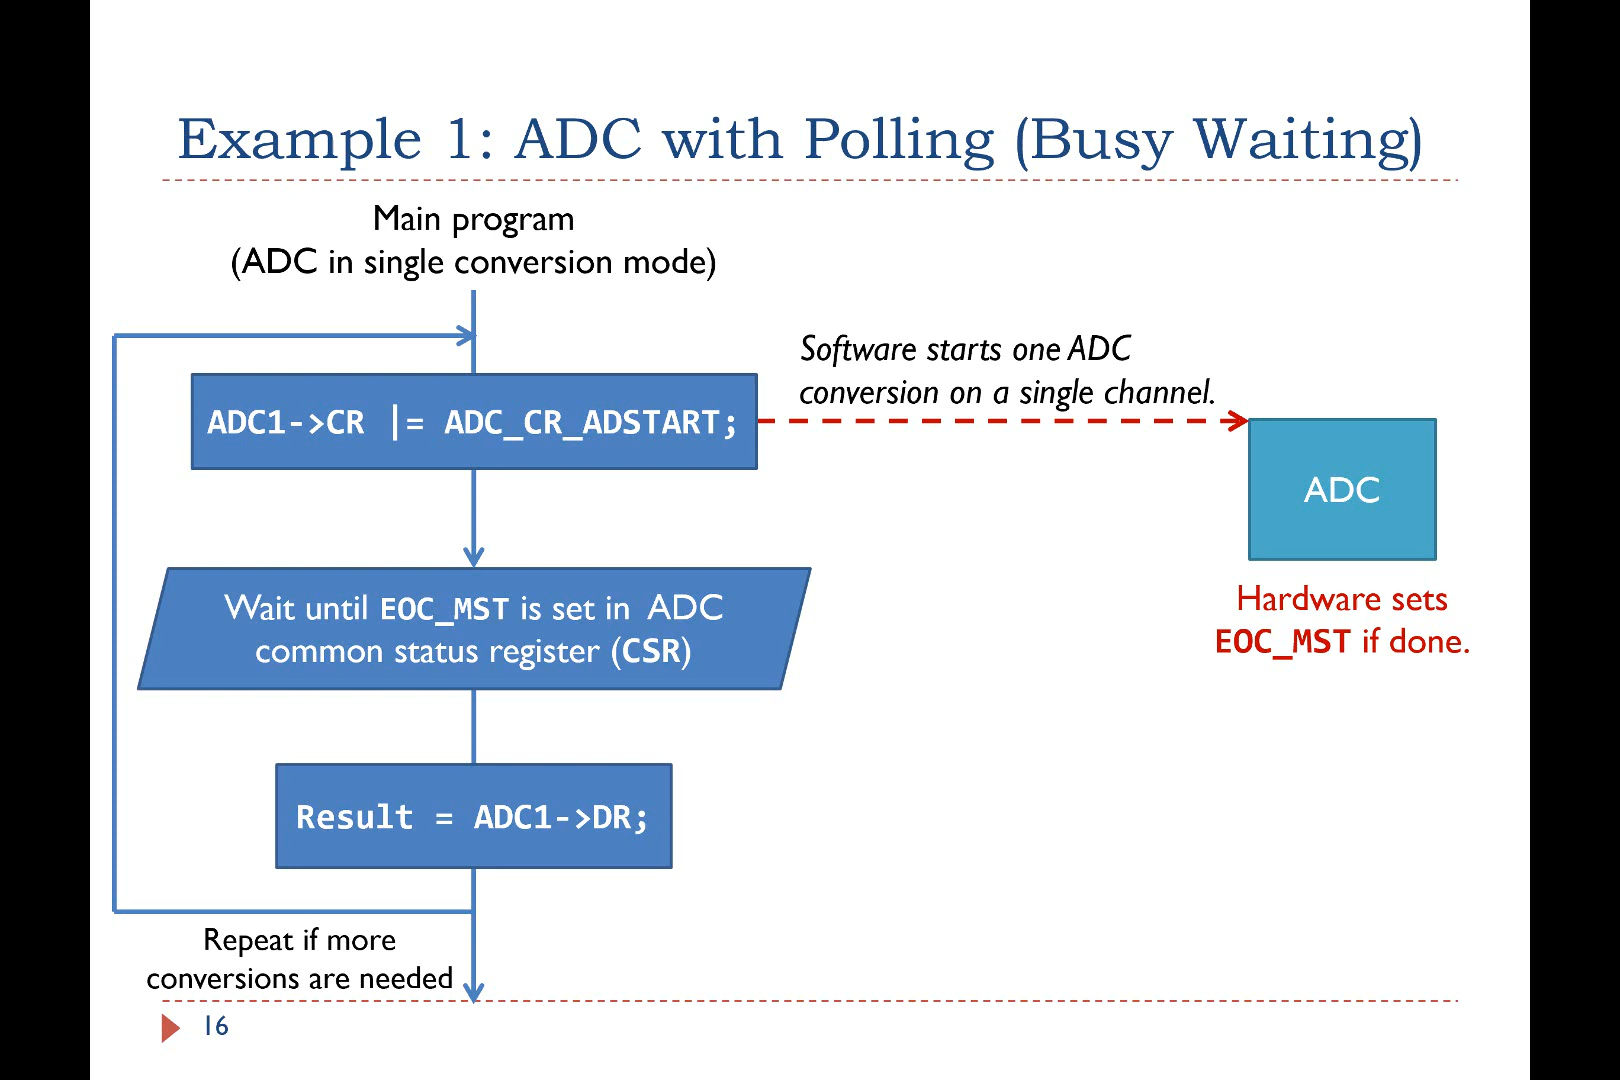 Example 1: ADC with Polling (Busy Waiting)
Main program
(ADC in single conversion mode)
Software starts one ADC
conversion on a single channel.
ADC1->CR |= ADC_CR_ADSTART;
ADC
Wait until EOC_MST is set in ADC
common status register (CSR)
Hardware sets
EOC_MST if done.
Result = ADC1->DR;
Repeat if more
conversions are needed
16